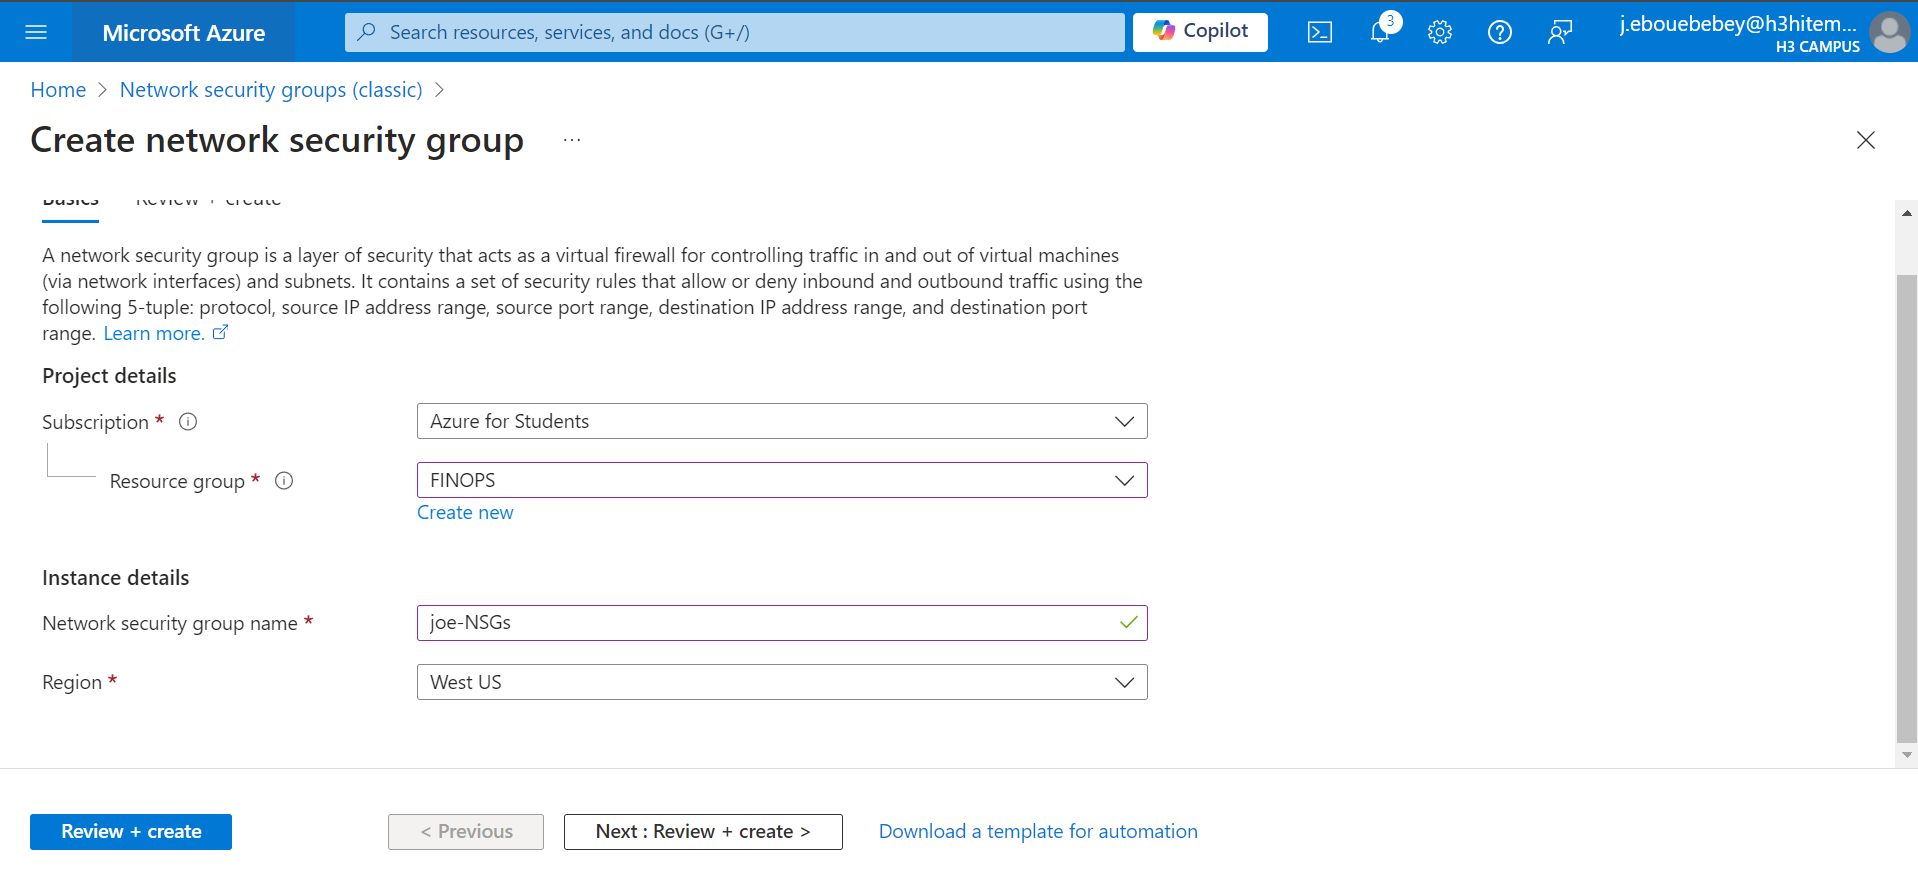 Microsoft Azure
Search resources, services, and docs (G+/)
Copilot
3
j.ebouebebey@h3hitem...
H3 CAMPUS
Home > Network security groups (classic) >
Create network security group ...
Basics Review + create
A network security group is a layer of security that acts as a virtual firewall for controlling traffic in and out of virtual machines
(via network interfaces) and subnets. It contains a set of security rules that allow or deny inbound and outbound traffic using the
following 5-tuple: protocol, source IP address range, source port range, destination IP address range, and destination port
range. Learn more.
Project details
Subscription * Azure for Students
Resource group * FINOPS
Create new
Instance details
Network security group name * joe-NSGs
Region * West US
Review + create
< Previous
Next : Review + create >
Download a template for automation